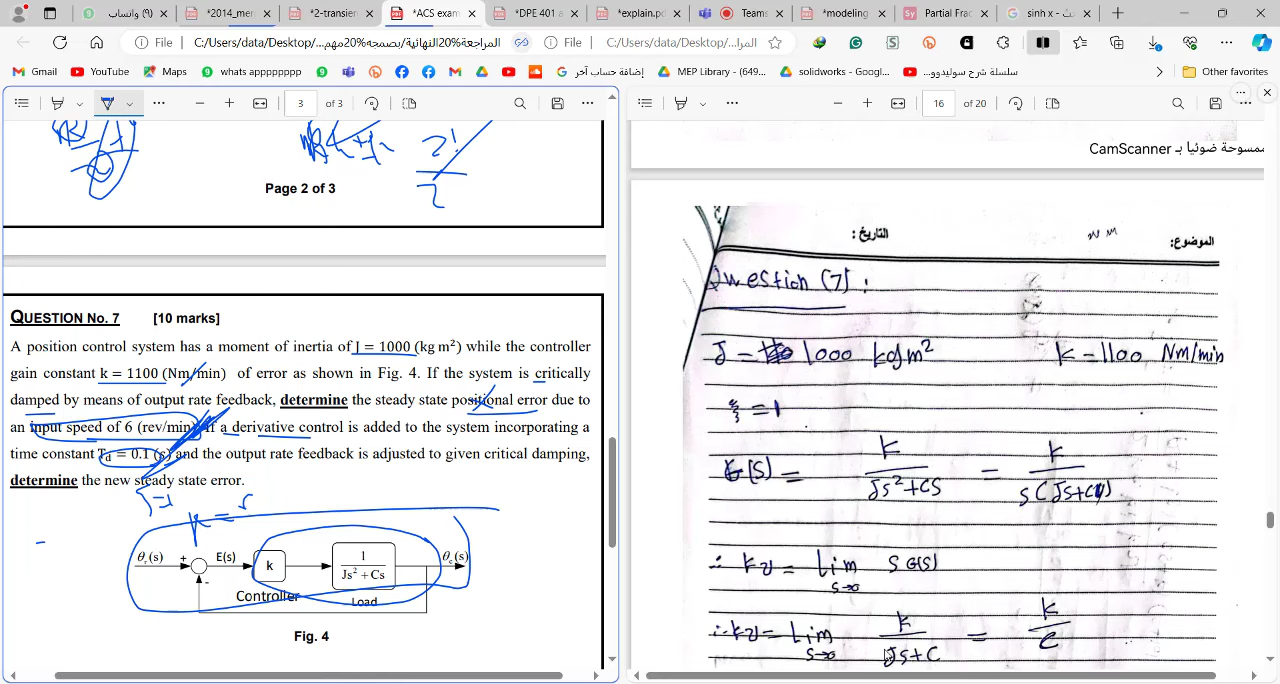 (٩) واتساب
*2014_mer
*2-transier
*ACS exam
*DPE 401 a
*explain.pd
Teams
*modeling
Partial Frac
sinh x - بحث
File
C:/Users/data/Desktop/...المراجعة%20النهائية/بصمجه%20مهم
File
C:/Users/data/Desktop/...المرا
Gmail
YouTube
Maps
whats appppppp
إضافة حساب آخر
MEP Library - (649...
solidworks - Googl...
سلسلة شرح سوليدوو...
Other favorites
3 of 3
16 of 20
2!
2
Page 2 of 3
QUESTION No. 7 [10 marks]
A position control system has a moment of inertia of J = 1000 (kg m²) while the controller
gain constant k = 1100 (Nm/min) of error as shown in Fig. 4. If the system is critically
damped by means of output rate feedback, determine the steady state positional error due to
an input speed of 6 (rev/min). If a derivative control is added to the system incorporating a
time constant Td = 0.1 (s) and the output rate feedback is adjusted to given critical damping,
determine the new steady state error.
θr(s) + - E(s) k 1 / Js² + Cs θc(s)
Controller
Load
Fig. 4
ممسوحة ضوئيا بـ CamScanner
التاريخ :
الموضوع:
Question (7) :
J = 1000 kgm² k = 1100 Nm/min
ξ = 1
G(s) = k / Js²+cs = k / s(Js+c)
∴ kv = Lim s→0 s G(s)
∴ kv = Lim s→0 k / Js+c = k / c